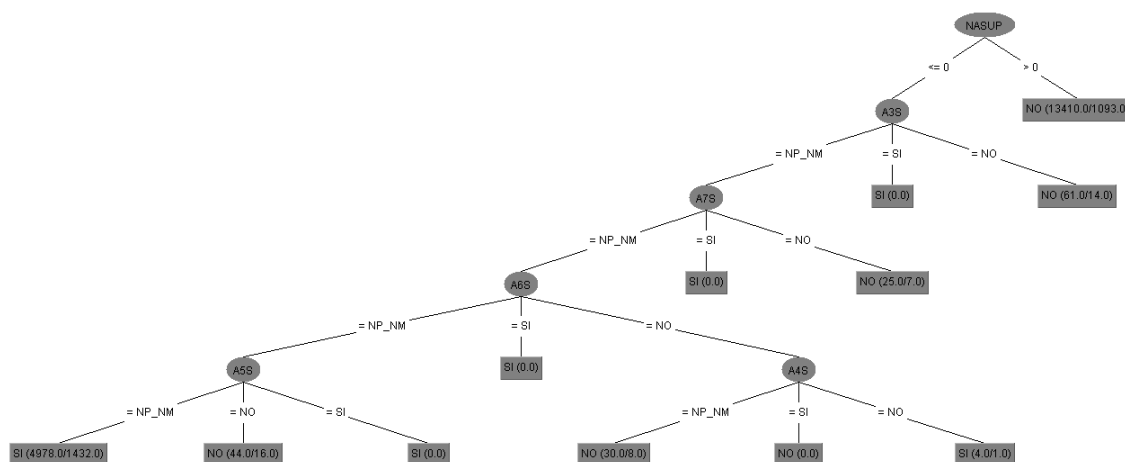 NASUP
<= 0
> 0
A3S
NO (13410.0/1093.0
= NP_NM
= SI
= NO
A7S
SI (0.0)
NO (61.0/14.0)
= NP_NM
= SI
= NO
A6S
SI (0.0)
NO (25.0/7.0)
= NP_NM
= SI
= NO
A5S
SI (0.0)
A4S
= NP_NM
= NO
= SI
= NP_NM
= SI
= NO
SI (4978.0/1432.0)
NO (44.0/16.0)
SI (0.0)
NO (30.0/8.0)
NO (0.0)
SI (4.0/1.0)